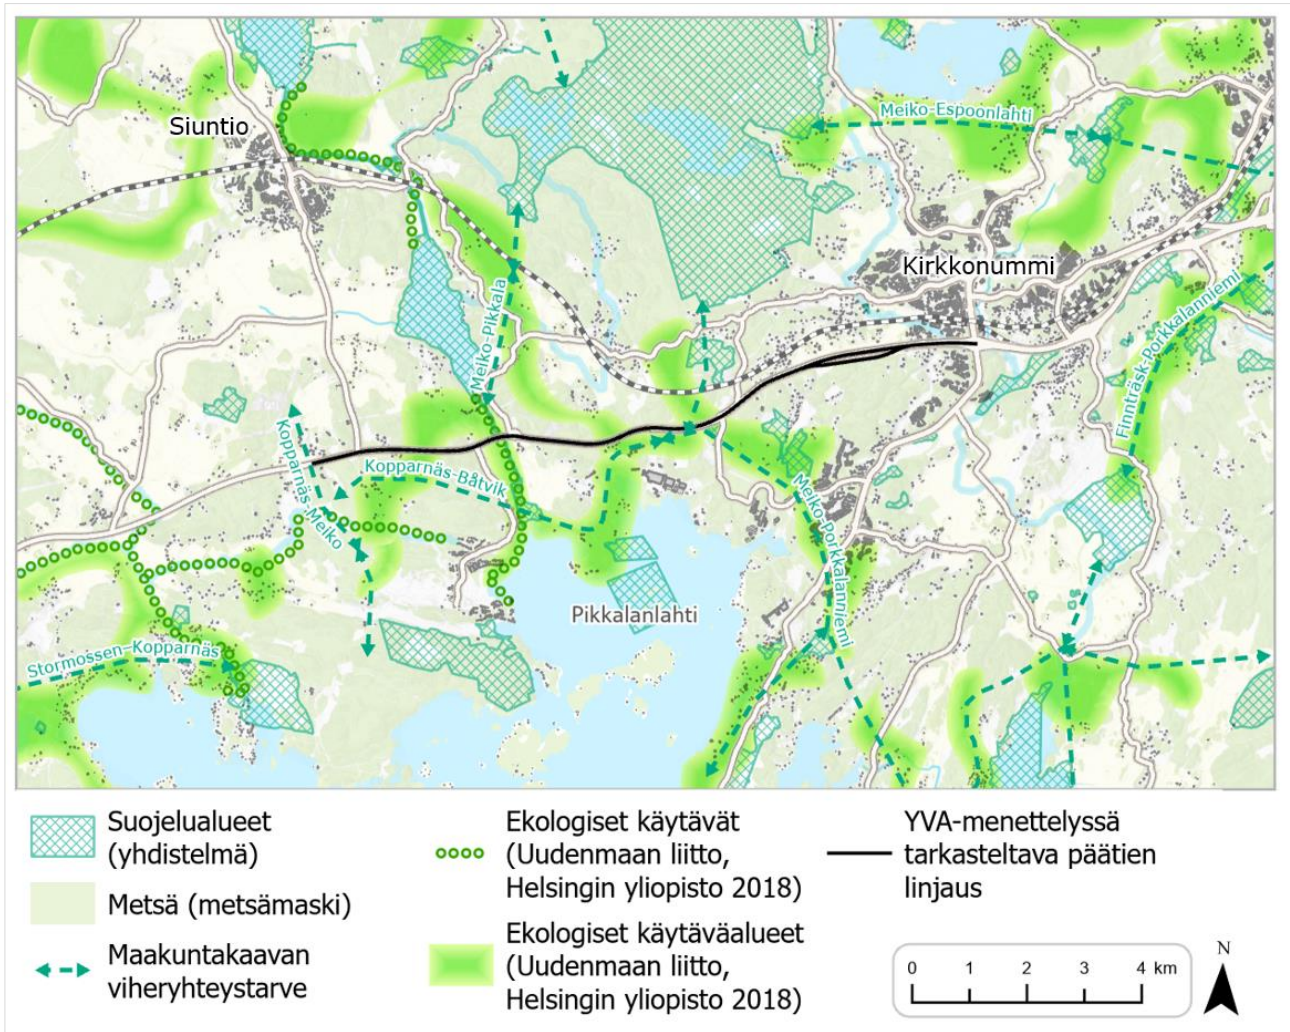 Siuntio
Meiko-Espoonlahti
Kirkkonummi
Meiko-Pikkala
Finnträsk-Porkkalanniemi
Kopparnäs-Meiko
Kopparnäs-Båtvik
Meiko-Porkkalanniemi
Pikkalanlahti
Stormossen-Kopparnäs
Suojelualueet
(yhdistelmä)
Metsä (metsämaski)
Maakuntakaavan
viheryhteystarve
Ekologiset käytävät
(Uudenmaan liitto,
Helsingin yliopisto 2018)
Ekologiset käytäväalueet
(Uudenmaan liitto,
Helsingin yliopisto 2018)
YVA-menettelyssä
tarkasteltava päätien
linjaus
0 1 2 3 4 km
N